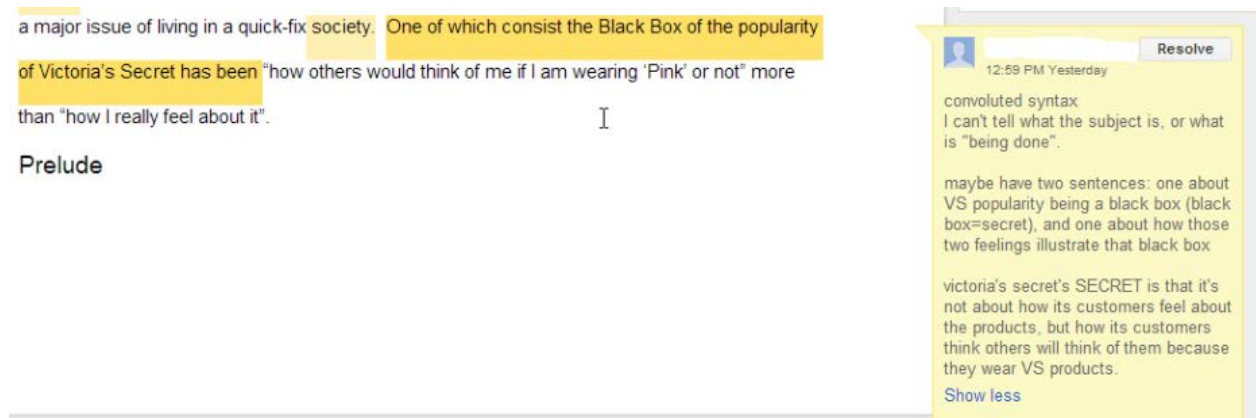 a major issue of living in a quick-fix society. One of which consist the Black Box of the popularity
of Victoria's Secret has been “how others would think of me if I am wearing ‘Pink’ or not” more
than “how I really feel about it”.
Prelude
Resolve
12:59 PM Yesterday
convoluted syntax
I can't tell what the subject is, or what
is "being done".
maybe have two sentences: one about
VS popularity being a black box (black
box=secret), and one about how those
two feelings illustrate that black box
victoria's secret's SECRET is that it's
not about how its customers feel about
the products, but how its customers
think others will think of them because
they wear VS products.
Show less